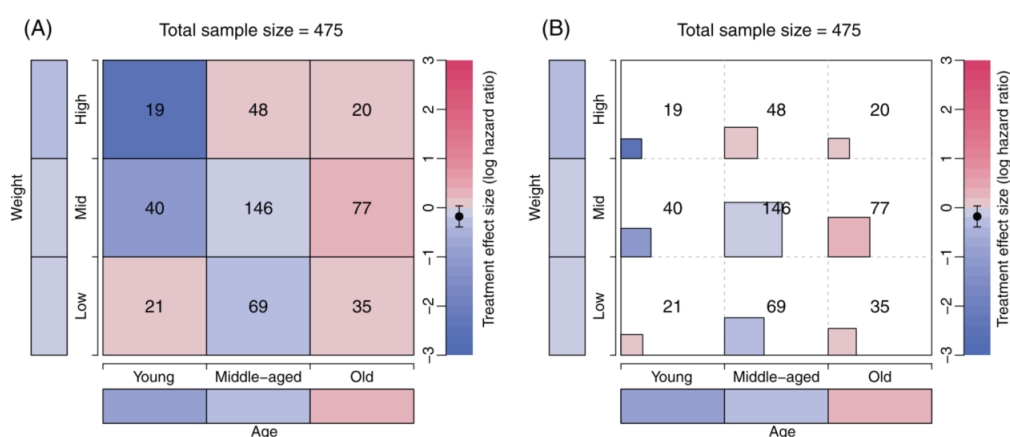 (A)
Total sample size = 475
Weight
High
Mid
Low
19 48 20
40 146 77
21 69 35
Young Middle−aged Old
Age
3
2
1
0
−1
−2
−3
Treatment effect size (log hazard ratio)
(B)
Total sample size = 475
Weight
High
Mid
Low
19 48 20
40 146 77
21 69 35
Young Middle−aged Old
Age
3
2
1
0
−1
−2
−3
Treatment effect size (log hazard ratio)